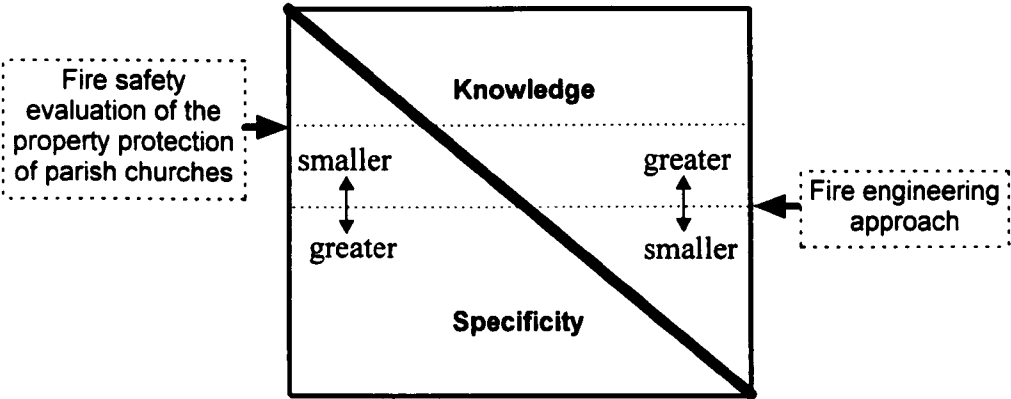 Fire safety
evaluation of the
property protection
of parish churches
Knowledge
smaller
greater
greater
smaller
Fire engineering
approach
Specificity